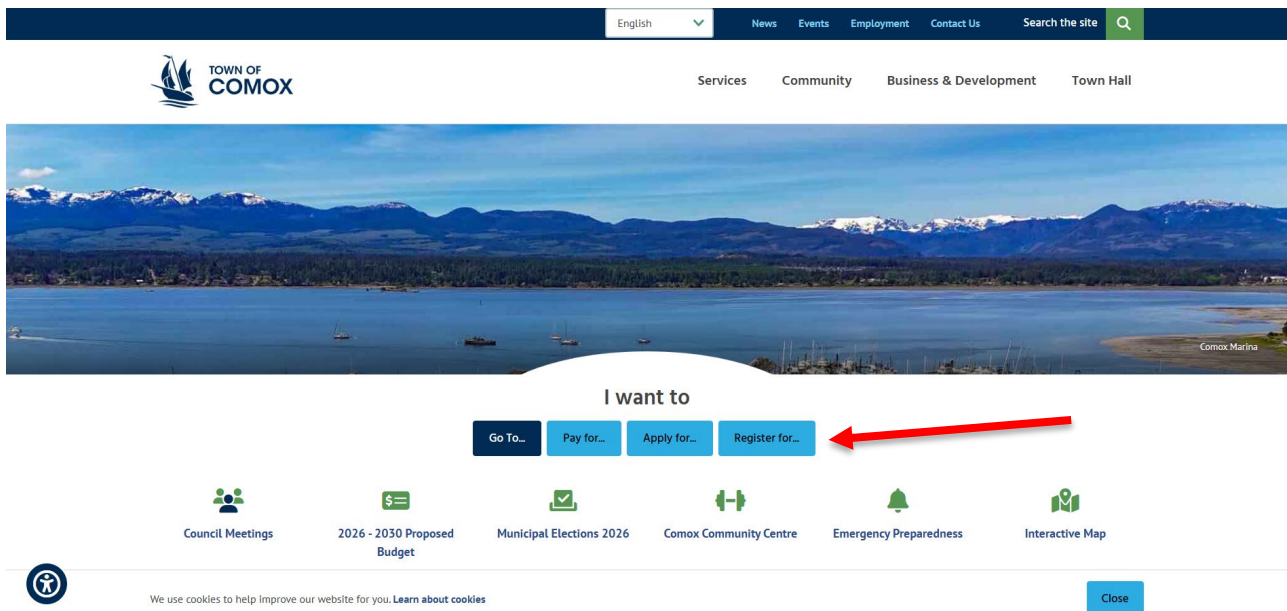 English
News Events Employment Contact Us Search the site
TOWN OF
COMOX
Services Community Business & Development Town Hall
Comox Marina
I want to
Go To... Pay for... Apply for... Register for...
Council Meetings
2026 - 2030 Proposed
Budget
Municipal Elections 2026
Comox Community Centre
Emergency Preparedness
Interactive Map
We use cookies to help improve our website for you. Learn about cookies
Close